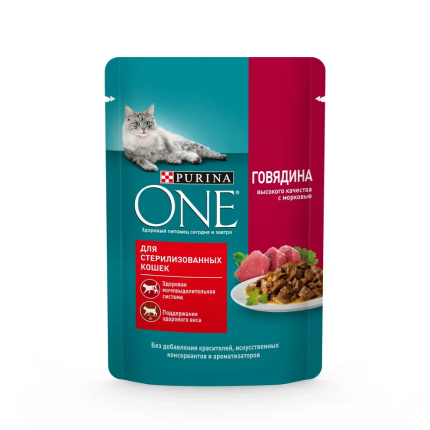 PURINA
ONE®
Здоровый питомец сегодня и завтра
ГОВЯДИНА
высокого качества
с морковью
ДЛЯ
СТЕРИЛИЗОВАННЫХ
КОШЕК
Здоровая
мочевыделительная
система
Поддержание
здорового веса
Без добавления красителей, искусственных
консервантов и ароматизаторов